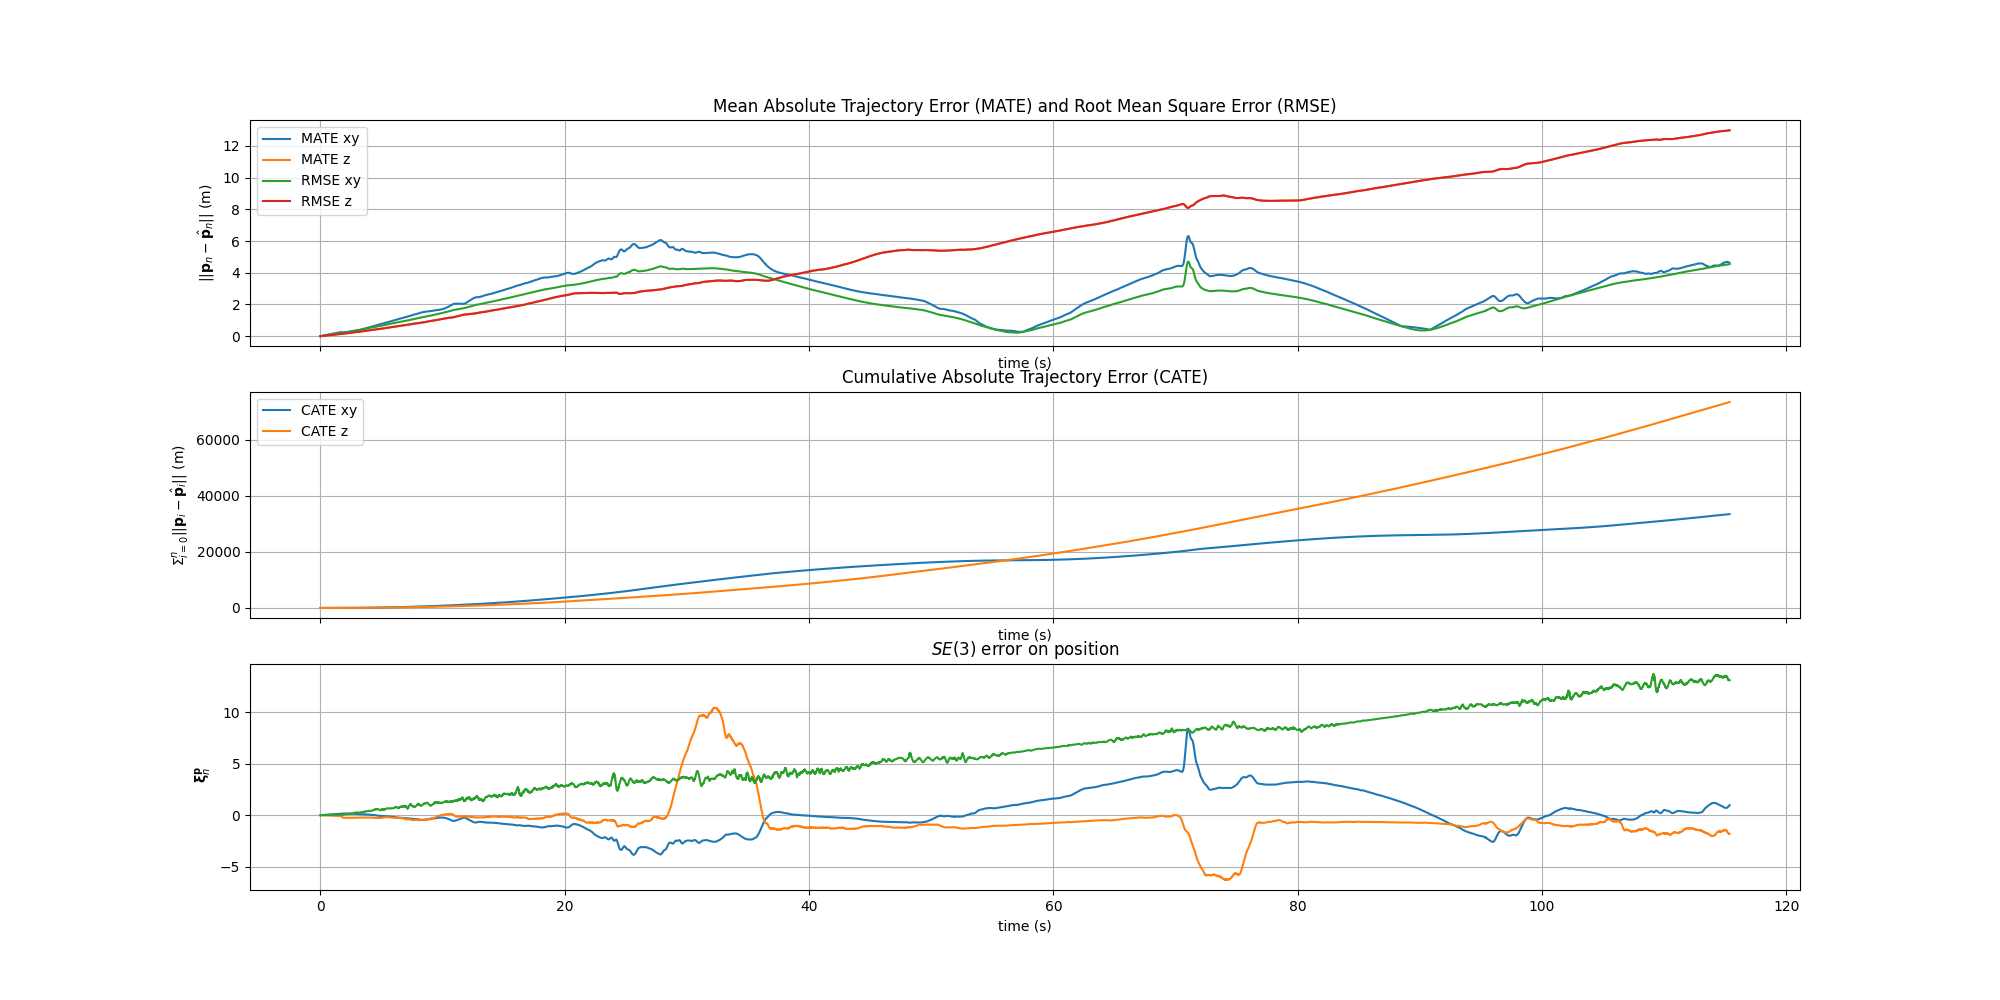 Mean Absolute Trajectory Error (MATE) and Root Mean Square Error (RMSE)
||𝐩ₙ − 𝐩̂ₙ|| (m)
12
10
8
6
4
2
0
MATE xy
MATE z
RMSE xy
RMSE z
time (s)
Cumulative Absolute Trajectory Error (CATE)
Σⁿᵢ₌₀||𝐩ᵢ − 𝐩̂ᵢ|| (m)
60000
40000
20000
0
CATE xy
CATE z
time (s)
SE(3) error on position
𝛏ₙᵖ
10
5
0
−5
0 20 40 60 80 100 120
time (s)